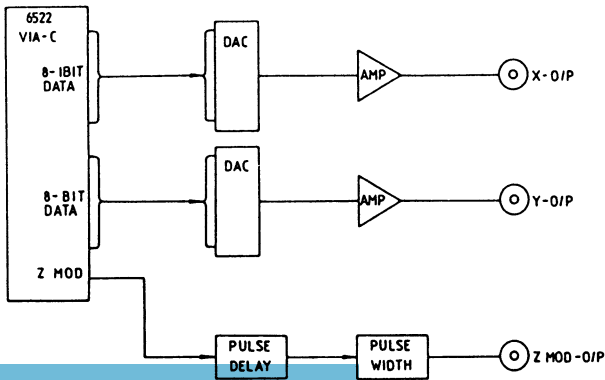 6522
VIA-C
8-1BIT
DATA
DAC
AMP
X-O/P
8-BIT
DATA
DAC
AMP
Y-O/P
Z MOD
PULSE
DELAY
PULSE
WIDTH
Z MOD-O/P